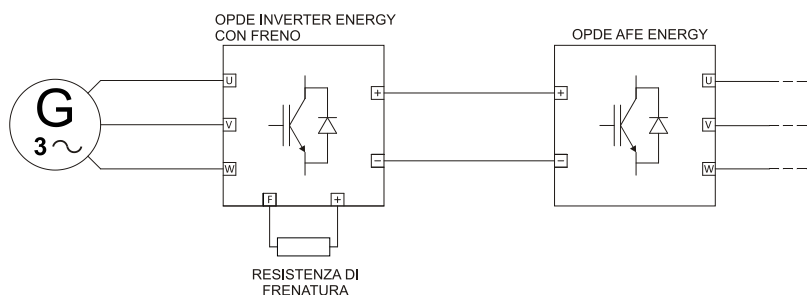 OPDE INVERTER ENERGY
CON FRENO
OPDE AFE ENERGY
G
3
U
V
W
+
−
F
+
+
−
U
V
W
RESISTENZA DI
FRENATURA